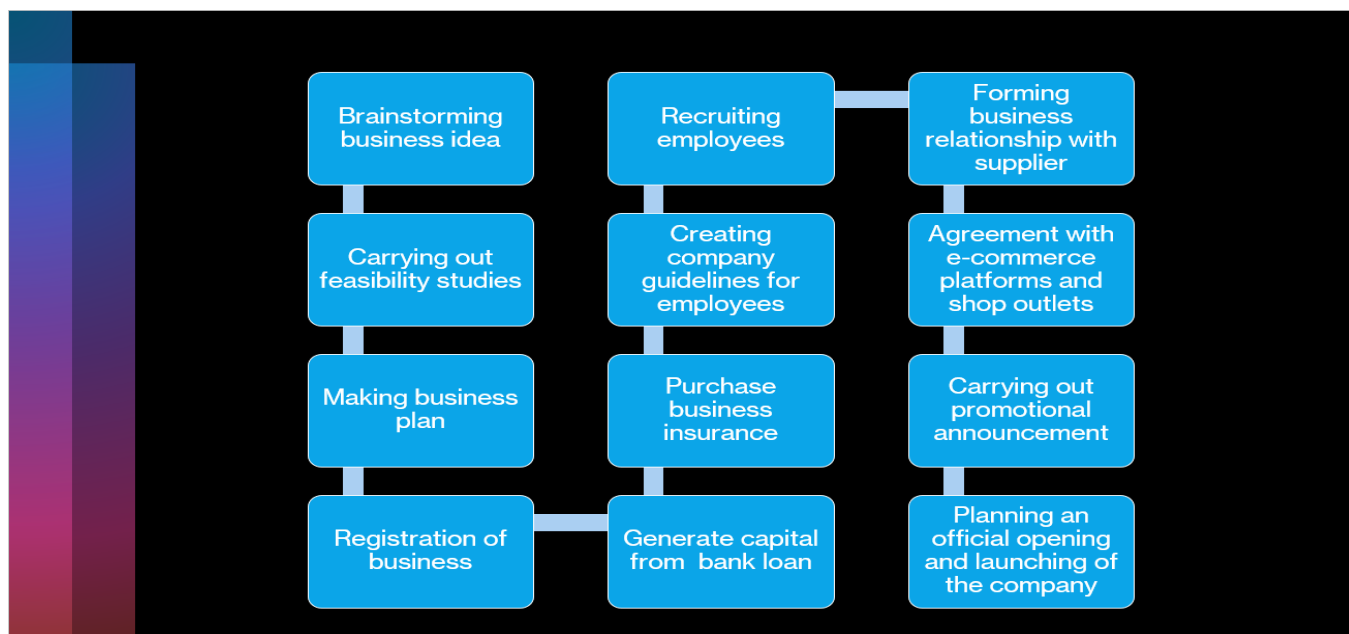 Brainstorming
business idea
Carrying out
feasibility studies
Making business
plan
Registration of
business
Generate capital
from  bank loan
Purchase
business
insurance
Creating
company
guidelines for
employees
Recruiting
employees
Forming
business
relationship with
supplier
Agreement with
e-commerce
platforms and
shop outlets
Carrying out
promotional
announcement
Planning an
official opening
and launching of
the company